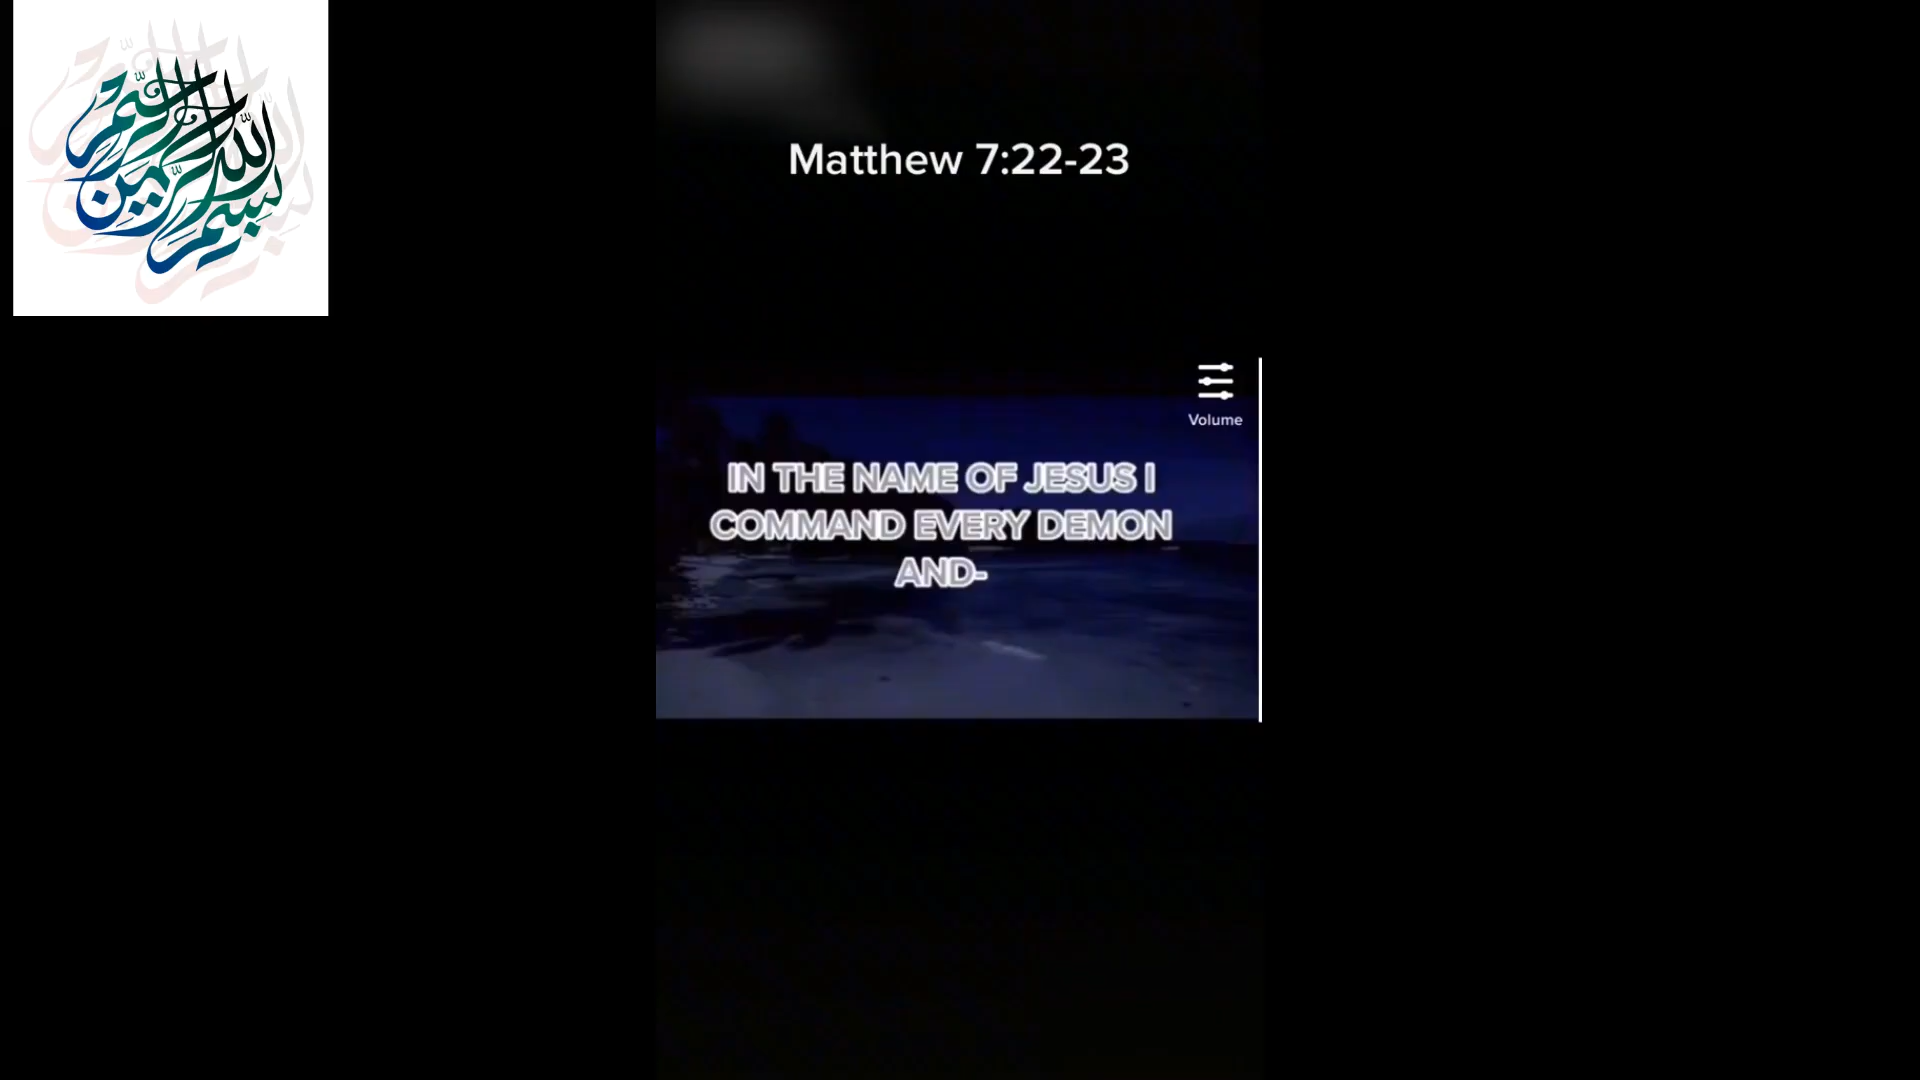 بسم الله الرحمن الرحيم
Matthew 7:22-23
Volume
IN THE NAME OF JESUS I
COMMAND EVERY DEMON
AND-